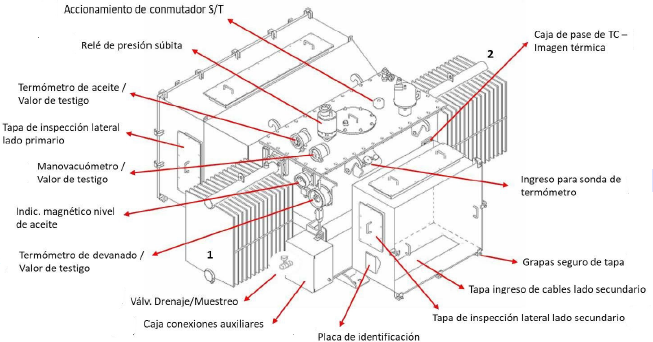 Accionamiento de conmutador S/T
Relé de presión súbita
Termómetro de aceite /
Valor de testigo
Tapa de inspección lateral
lado primario
Manovacuómetro /
Valor de testigo
Indic. magnético nivel
de aceite
Termómetro de devanado /
Valor de testigo
1
Válv. Drenaje/Muestreo
Caja conexiones auxiliares
Placa de identificación
2
Caja de pase de TC –
Imagen térmica
Ingreso para sonda de
termómetro
Grapas seguro de tapa
Tapa ingreso de cables lado secundario
Tapa de inspección lateral lado secundario